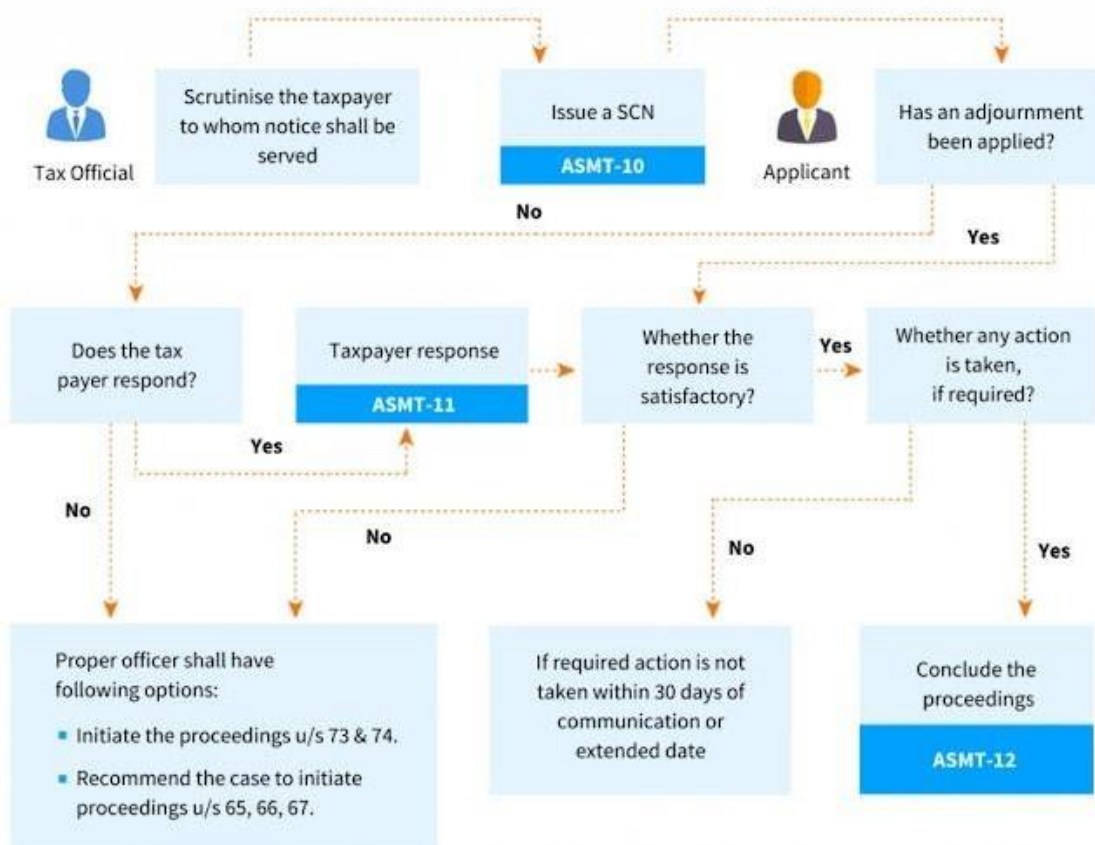 Tax Official
Scrutinise the taxpayer
to whom notice shall be
served
Issue a SCN
ASMT-10
Applicant
Has an adjournment
been applied?
No
Yes
Does the tax
payer respond?
Taxpayer response
ASMT-11
Whether the
response is
satisfactory?
Yes
Whether any action
is taken,
if required?
Yes
No
No
No
Yes
Proper officer shall have
following options:
▪ Initiate the proceedings u/s 73 & 74.
▪ Recommend the case to initiate
proceedings u/s 65, 66, 67.
If required action is not
taken within 30 days of
communication or
extended date
Conclude the
proceedings
ASMT-12